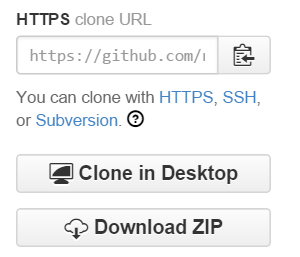 HTTPS clone URL
https://github.com/r
You can clone with HTTPS, SSH,
or Subversion.
Clone in Desktop
Download ZIP